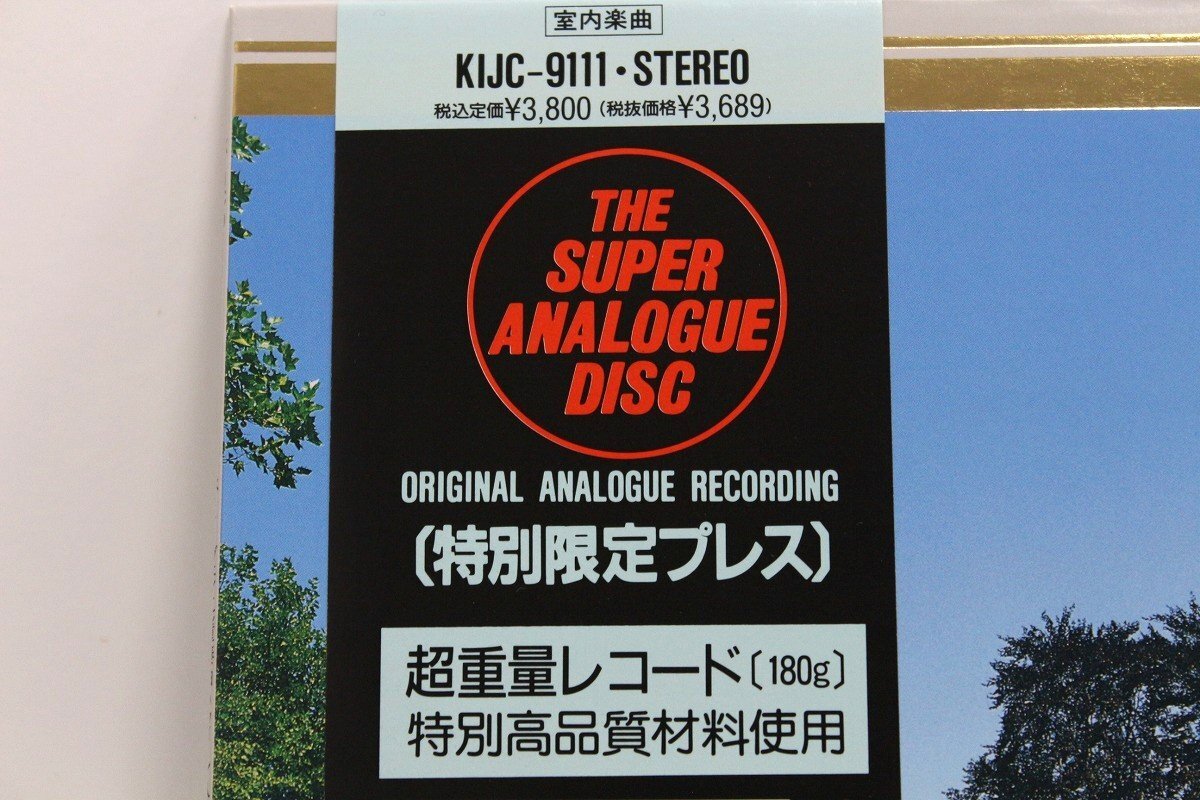 室内楽曲
KIJC-9111・STEREO
税込定価¥3,800（税抜価格¥3,689）
THE
SUPER
ANALOGUE
DISC
ORIGINAL ANALOGUE RECORDING
〔特別限定プレス〕
超重量レコード〔180g〕
特別高品質材料使用